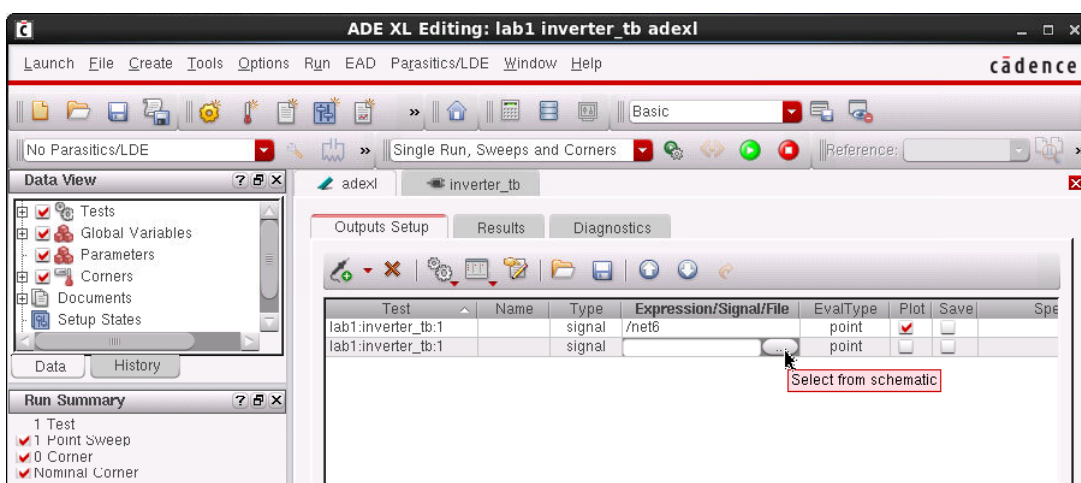 ADE XL Editing: lab1 inverter_tb adexl
Launch File Create Tools Options Run EAD Parasitics/LDE Window Help
cādence
» Basic
No Parasitics/LDE » Single Run, Sweeps and Corners Reference: »
Data View
Tests
Global Variables
Parameters
Corners
Documents
Setup States
Data History
Run Summary
1 Test
1 Point Sweep
0 Corner
Nominal Corner
adexl inverter_tb
Outputs Setup Results Diagnostics
Test Name Type Expression/Signal/File EvalType Plot Save Spe
lab1:inverter_tb:1 signal /net6 point
lab1:inverter_tb:1 signal ... point
Select from schematic